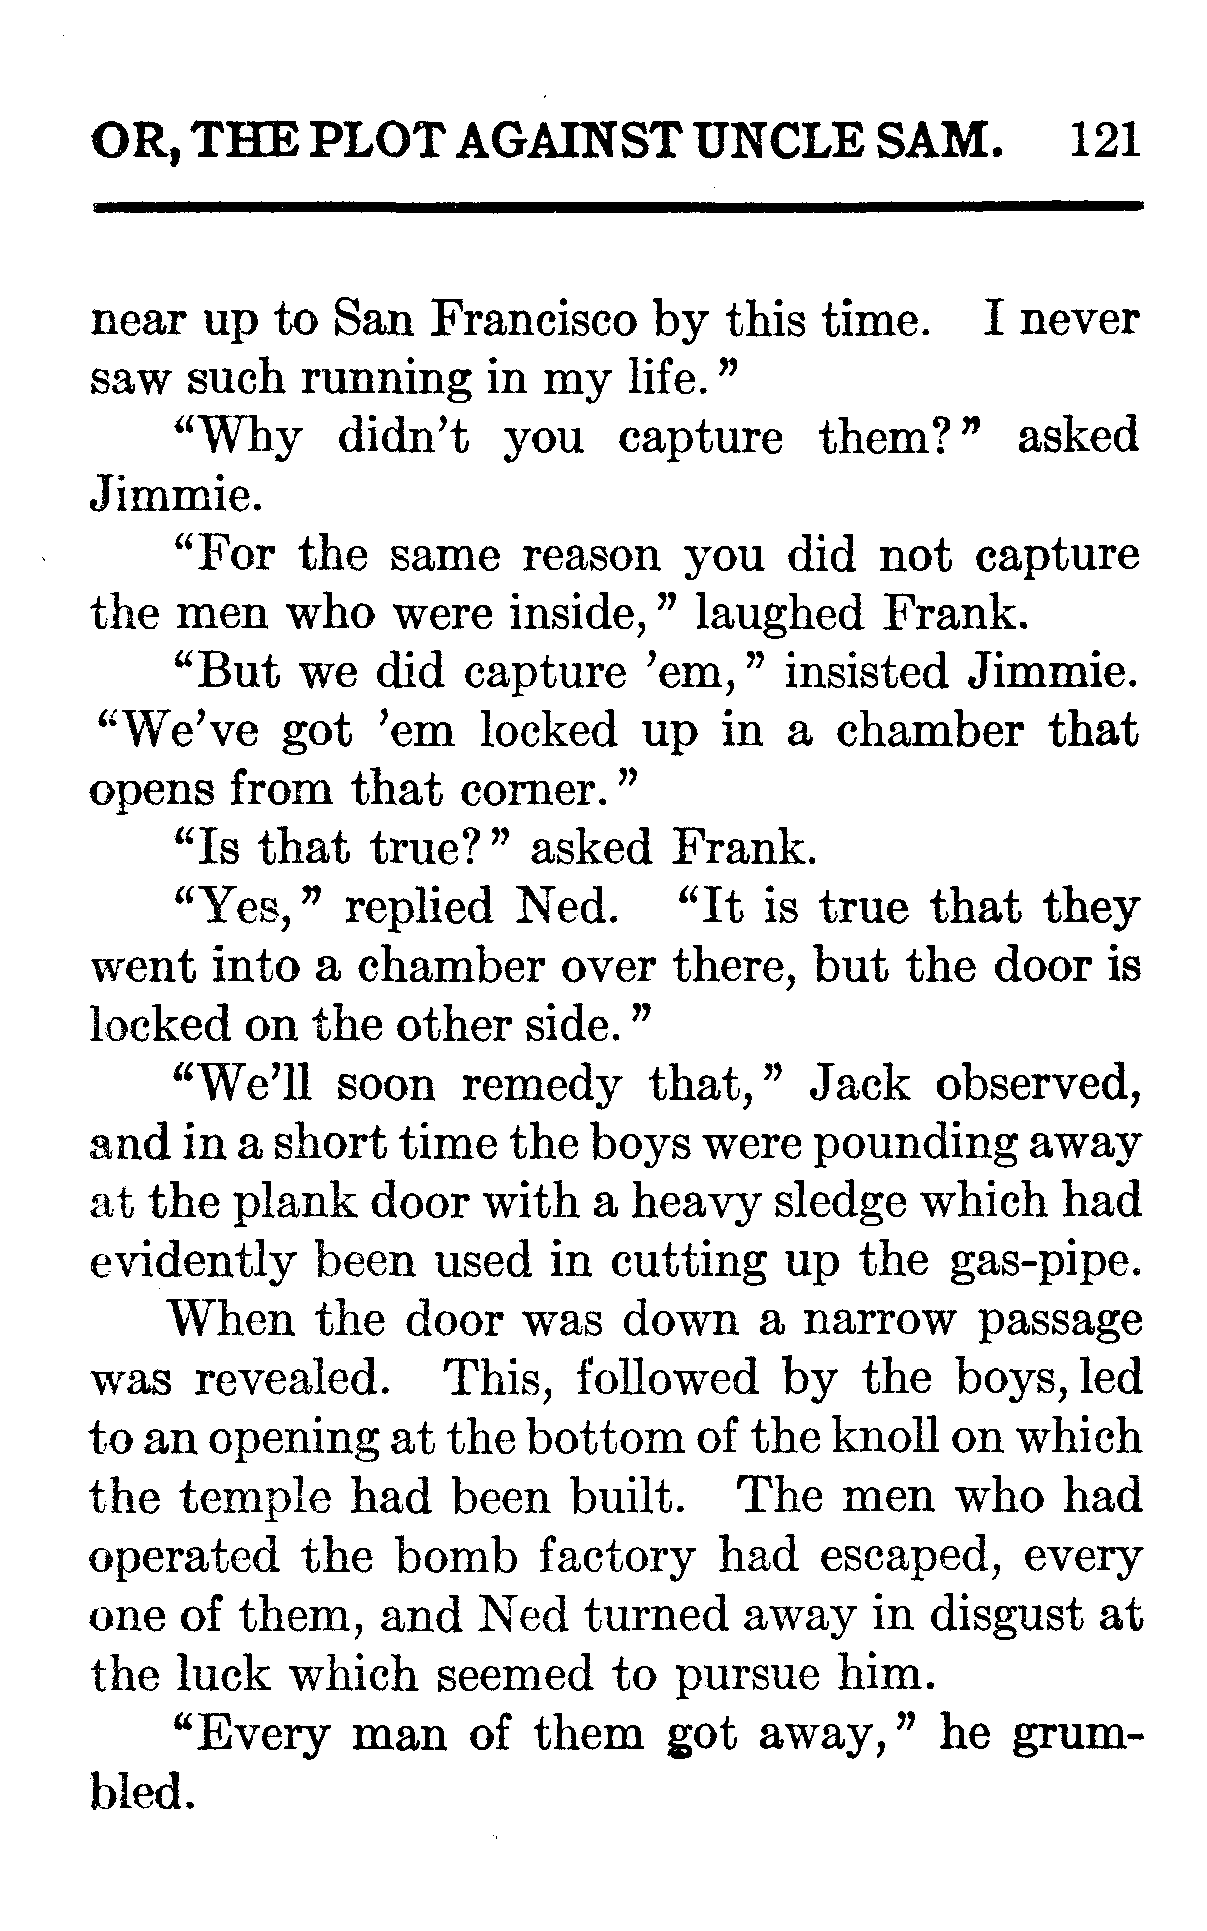 OR, THE PLOT AGAINST UNCLE SAM. 121
near up to San Francisco by this time. I never
saw such running in my life."
"Why didn't you capture them?" asked
Jimmie.
"For the same reason you did not capture
the men who were inside," laughed Frank.
"But we did capture 'em," insisted Jimmie.
"We've got 'em locked up in a chamber that
opens from that corner."
"Is that true?" asked Frank.
"Yes," replied Ned. "It is true that they
went into a chamber over there, but the door is
locked on the other side."
"We'll soon remedy that," Jack observed,
and in a short time the boys were pounding away
at the plank door with a heavy sledge which had
evidently been used in cutting up the gas-pipe.
When the door was down a narrow passage
was revealed. This, followed by the boys, led
to an opening at the bottom of the knoll on which
the temple had been built. The men who had
operated the bomb factory had escaped, every
one of them, and Ned turned away in disgust at
the luck which seemed to pursue him.
"Every man of them got away," he grum-
bled.